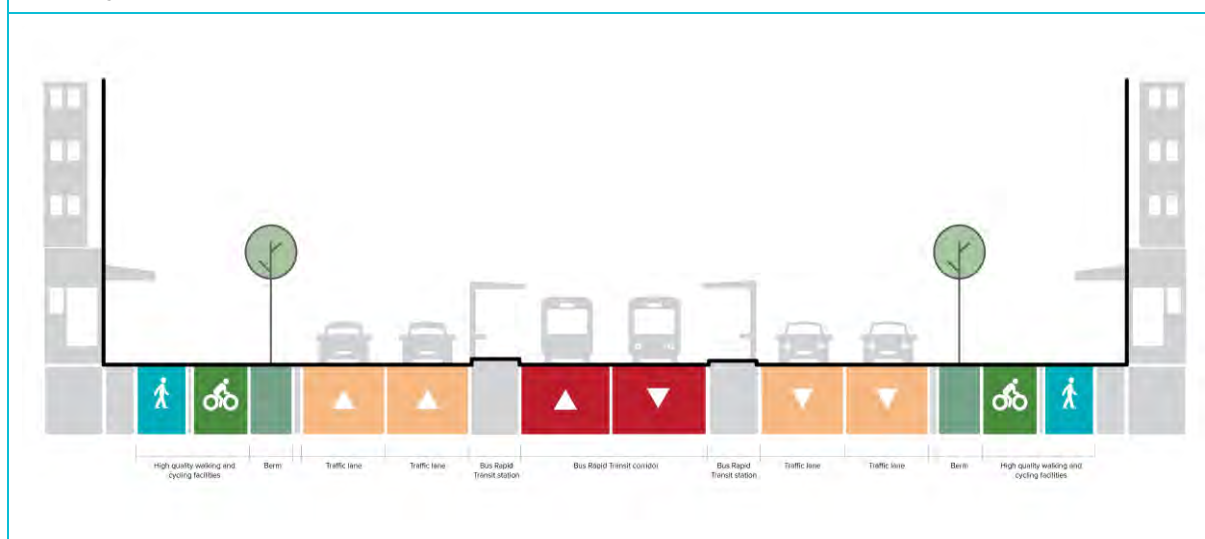 High quality walking and
cycling facilities
Berm
Traffic lane
Traffic lane
Bus Rapid
Transit station
Bus Rapid Transit corridor
Bus Rapid
Transit station
Traffic lane
Traffic lane
Berm
High quality walking and
cycling facilities